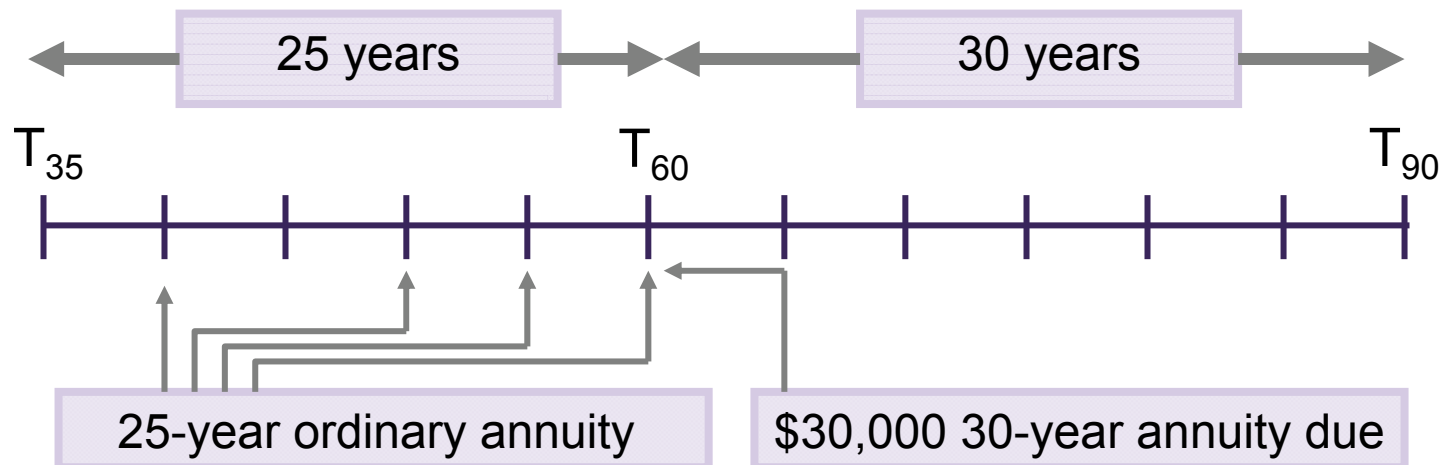 25 years
30 years
T35
T60
T90
25-year ordinary annuity
$30,000 30-year annuity due